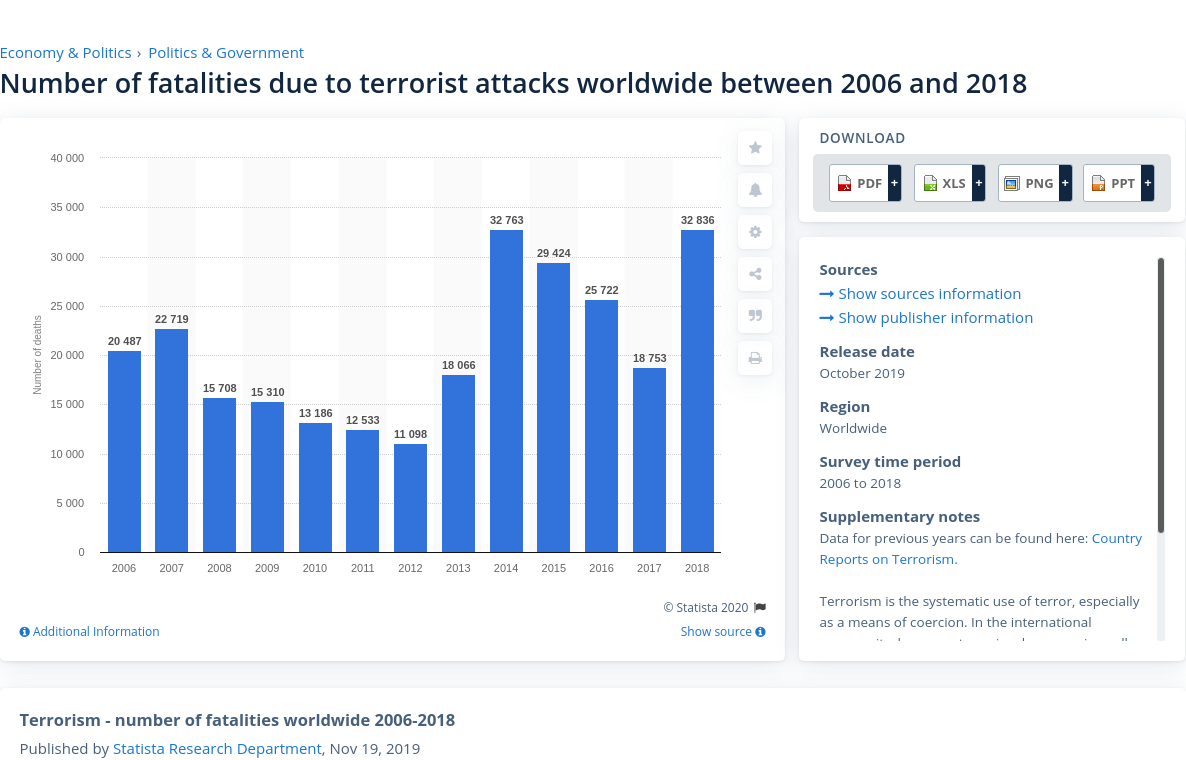 Economy & Politics › Politics & Government
Number of fatalities due to terrorist attacks worldwide between 2006 and 2018
40 000
35 000
30 000
25 000
20 000
15 000
10 000
5 000
0
Number of deaths
20 487
22 719
15 708
15 310
13 186
12 533
11 098
18 066
32 763
29 424
25 722
18 753
32 836
2006
2007
2008
2009
2010
2011
2012
2013
2014
2015
2016
2017
2018
© Statista 2020
Additional Information
Show source
DOWNLOAD
PDF +
XLS +
PNG +
PPT +
Sources
Show sources information
Show publisher information
Release date
October 2019
Region
Worldwide
Survey time period
2006 to 2018
Supplementary notes
Data for previous years can be found here: Country
Reports on Terrorism.
Terrorism is the systematic use of terror, especially
as a means of coercion. In the international
Terrorism - number of fatalities worldwide 2006-2018
Published by Statista Research Department, Nov 19, 2019